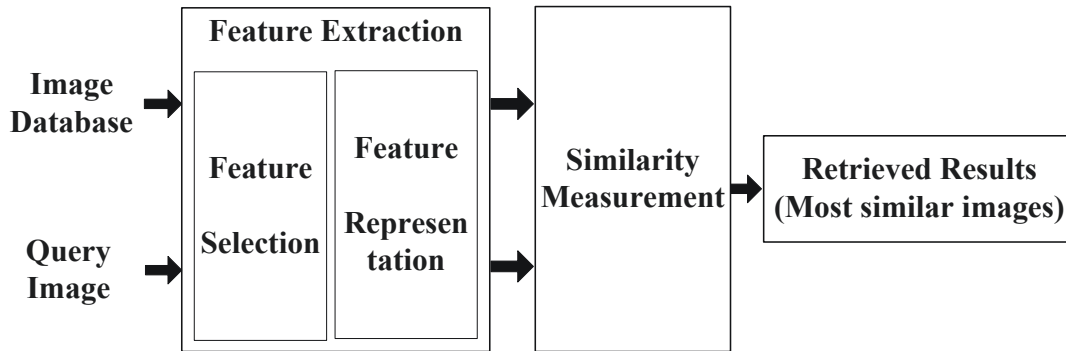 Feature Extraction
Image
Database
Query
Image
Feature
Selection
Feature
Represen
tation
Similarity
Measurement
Retrieved Results
(Most similar images)